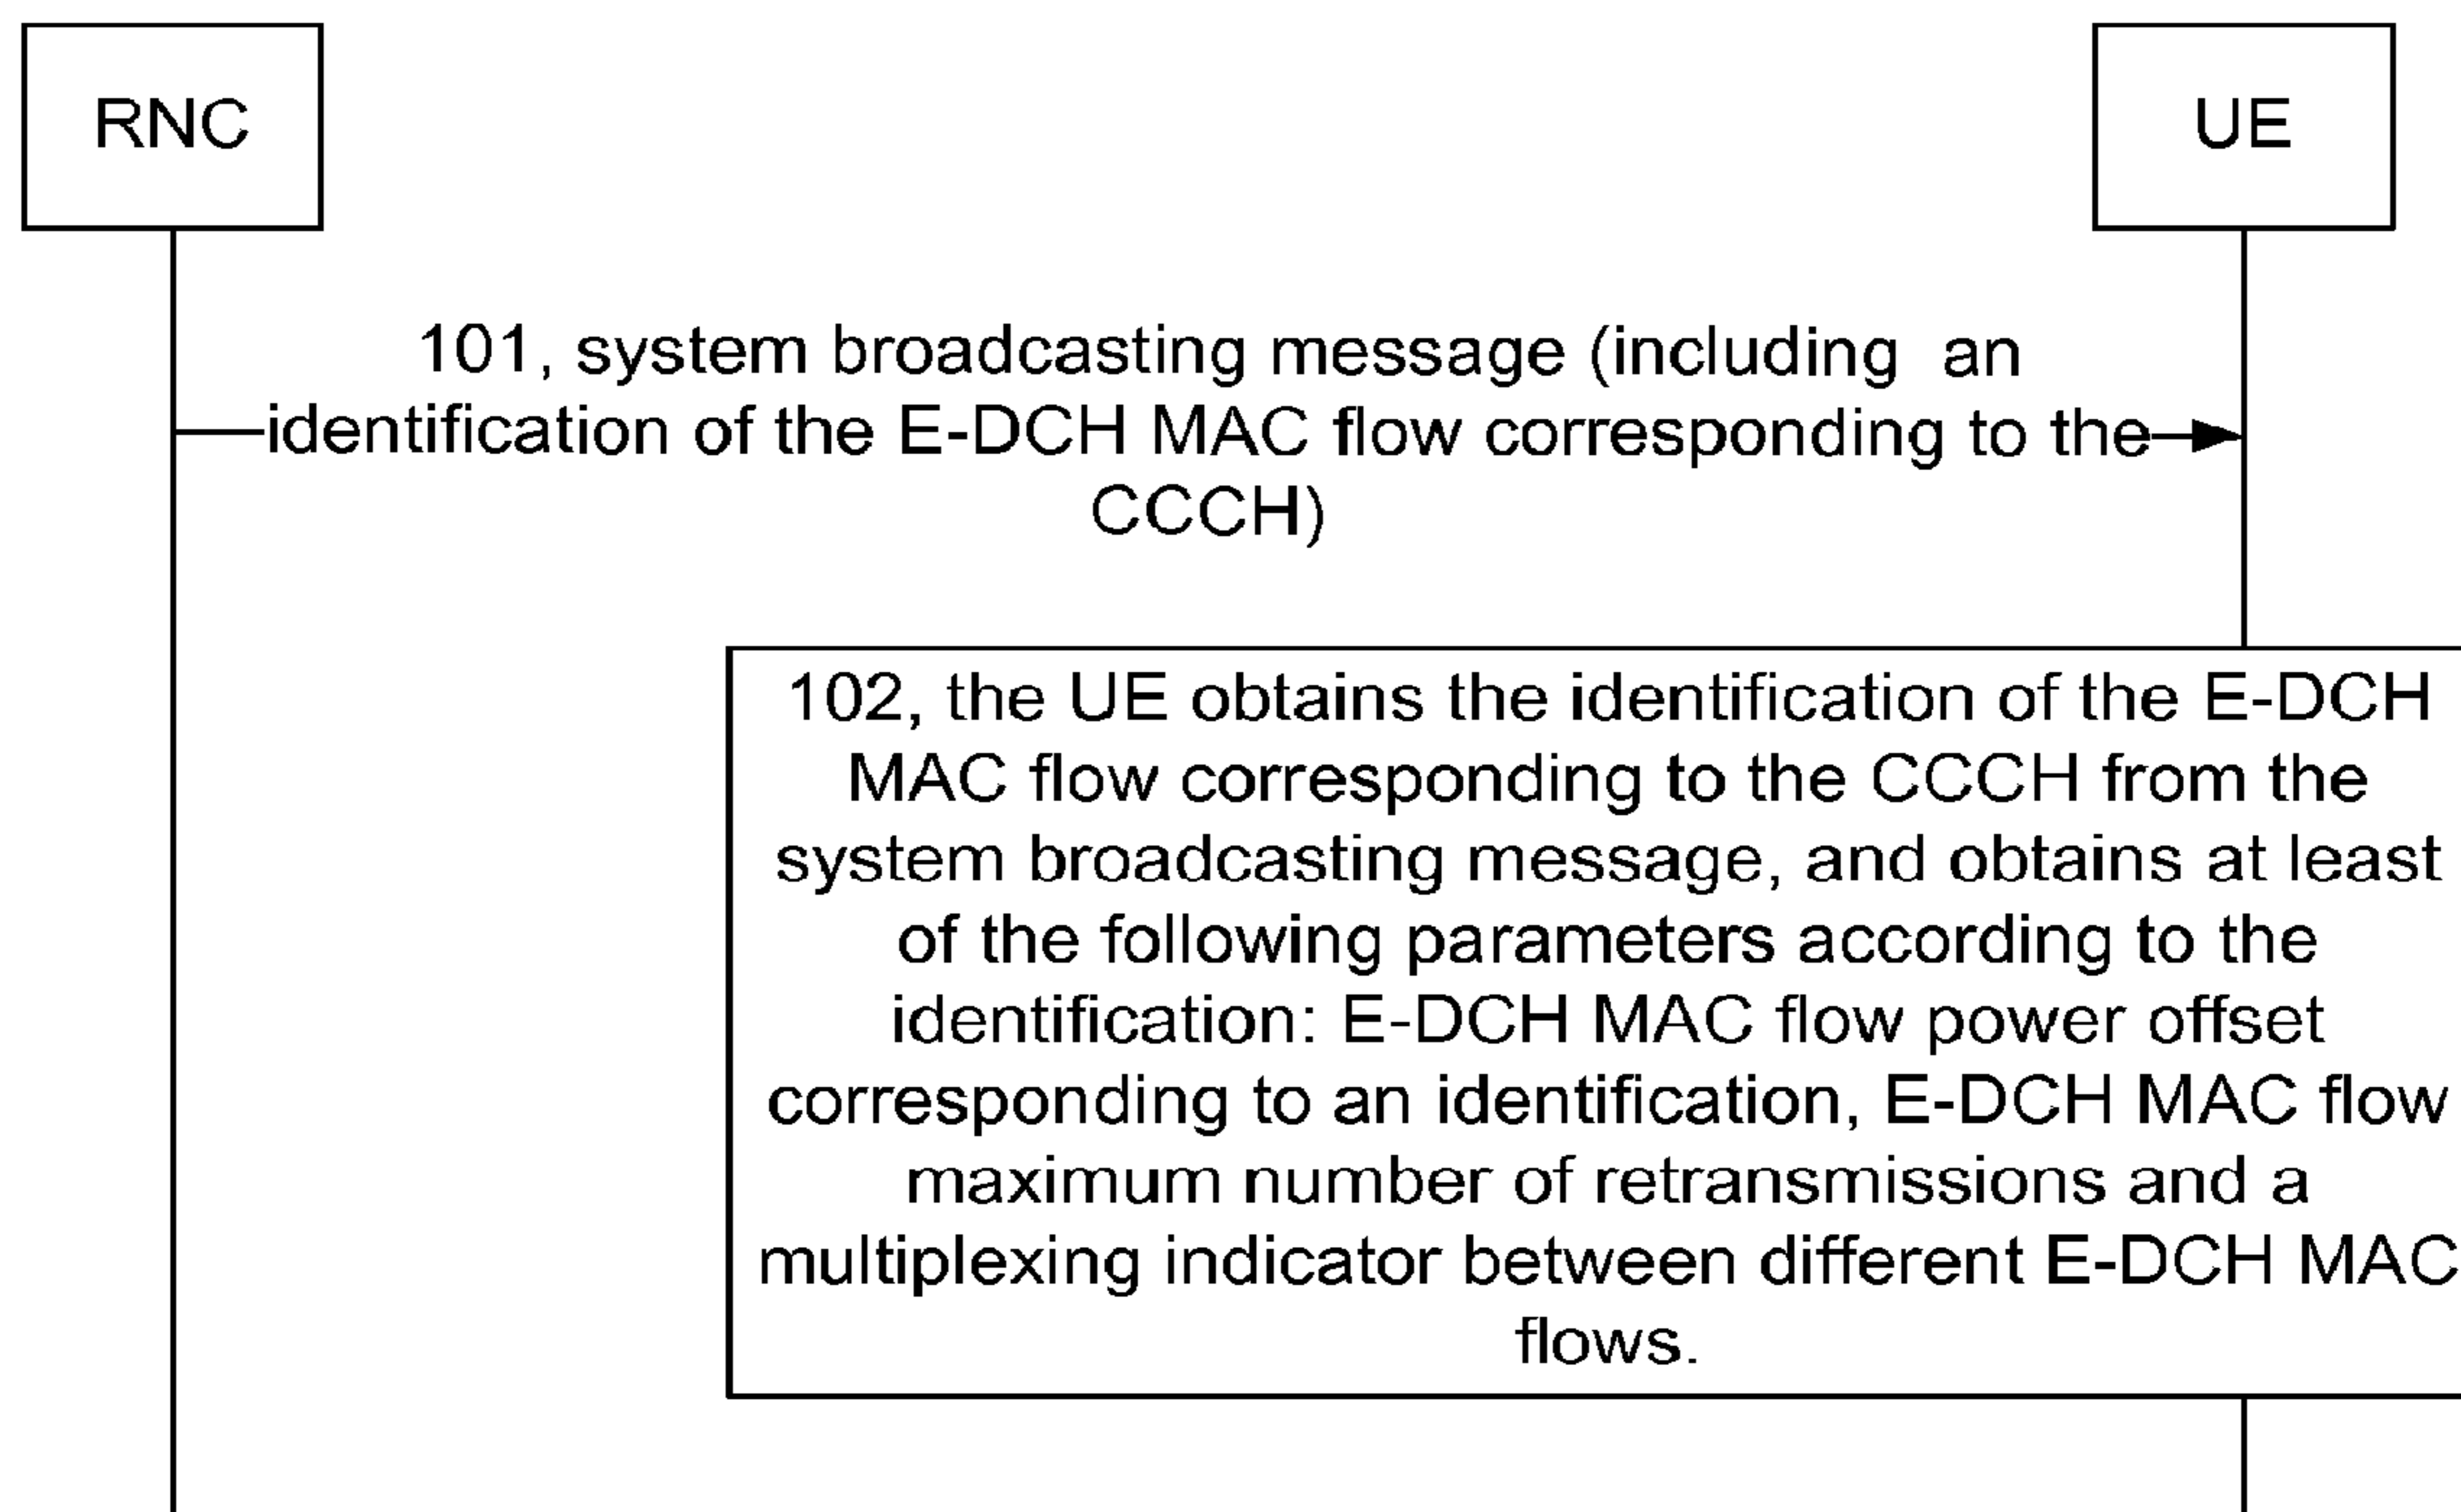 RNC
UE
101, system broadcasting message (including an
identification of the E-DCH MAC flow corresponding to the
CCCH)
102, the UE obtains the identification of the E-DCH
MAC flow corresponding to the CCCH from the
system broadcasting message, and obtains at least
of the following parameters according to the
identification: E-DCH MAC flow power offset
corresponding to an identification, E-DCH MAC flow
maximum number of retransmissions and a
multiplexing indicator between different E-DCH MAC
flows.